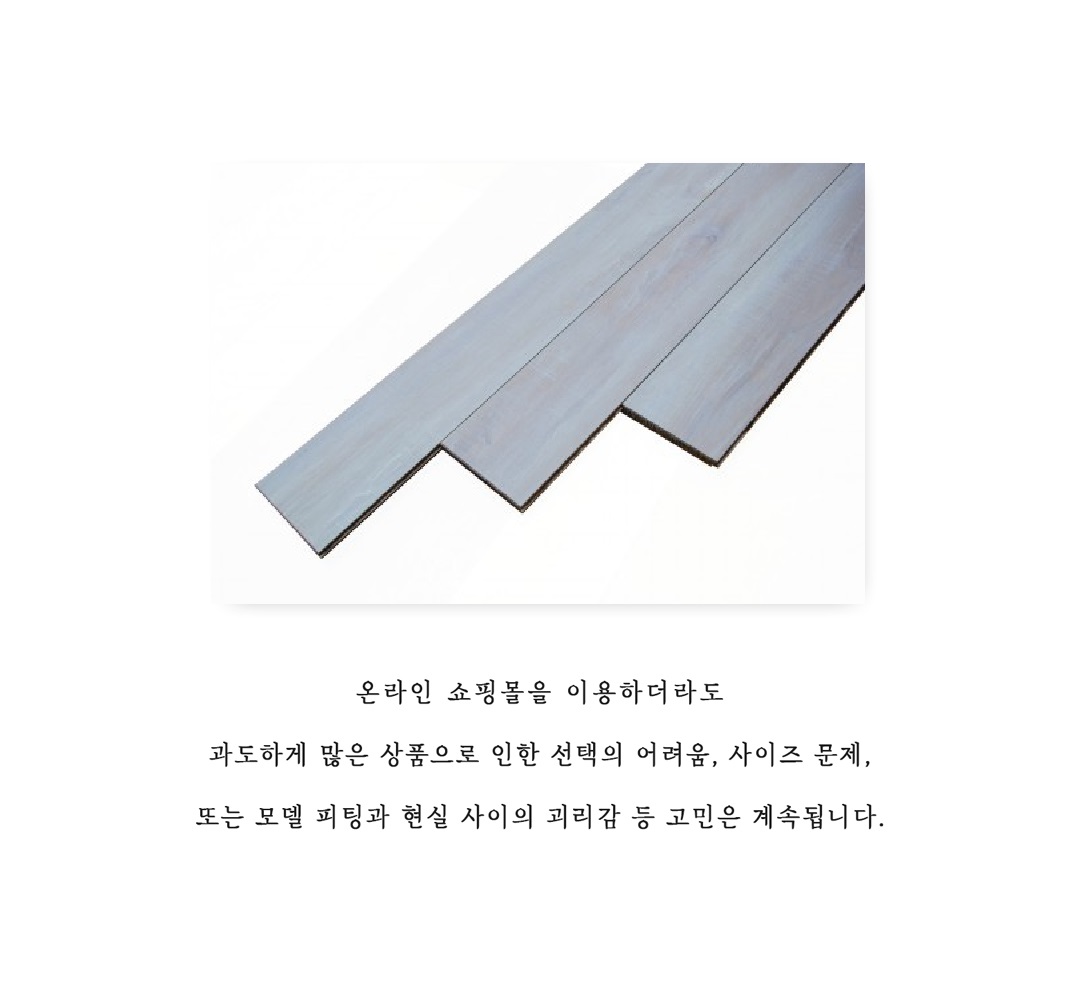 온라인 쇼핑몰을 이용하더라도
과도하게 많은 상품으로 인한 선택의 어려움, 사이즈 문제,
또는 모델 피팅과 현실 사이의 괴리감 등 고민은 계속됩니다.